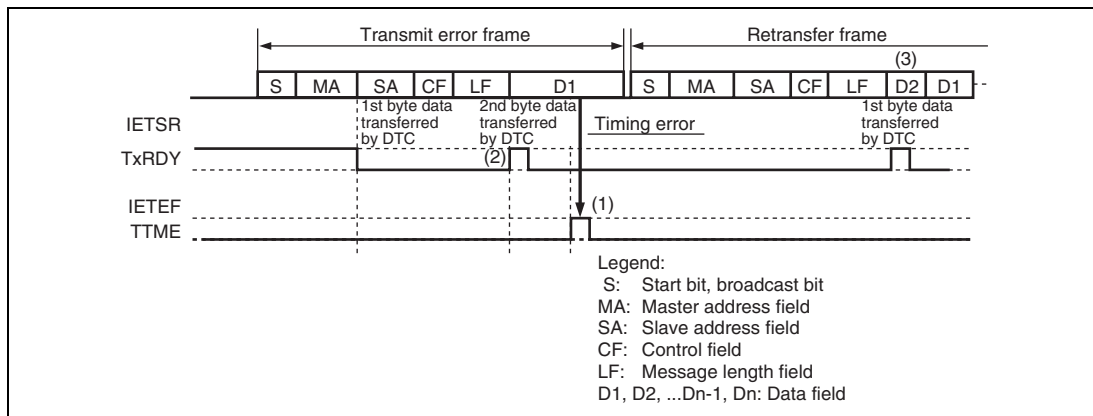 Transmit error frame
Retransfer frame
(3)
S MA SA CF LF D1 S MA SA CF LF D2 D1
1st byte data
transferred
by DTC
2nd byte data
transferred
by DTC
Timing error
1st byte data
transferred by DTC
IETSR
TxRDY
(2)
IETEF
TTME
(1)
Legend:
S: Start bit, broadcast bit
MA: Master address field
SA: Slave address field
CF: Control field
LF: Message length field
D1, D2, ...Dn-1, Dn: Data field